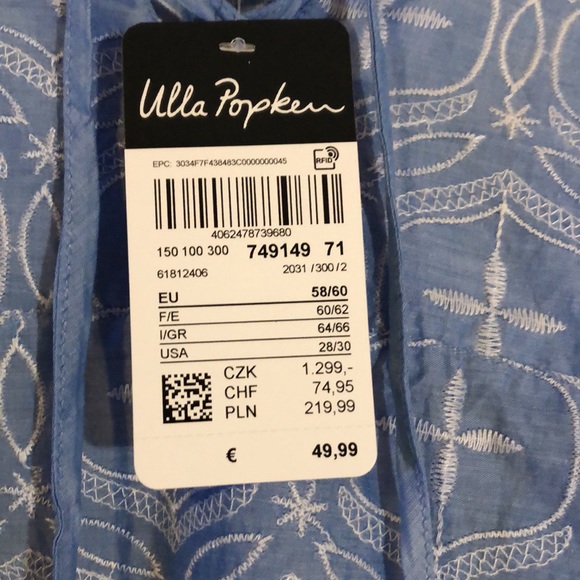 Ulla Popken
EPC: 3034F7F438483C0000000045
RFID
4062478739680
150 100 300 749149 71
61812406 2031 /300/2
EU 58/60
F/E 60/62
I/GR 64/66
USA 28/30
CZK 1.299,-
CHF 74,95
PLN 219,99
€ 49,99